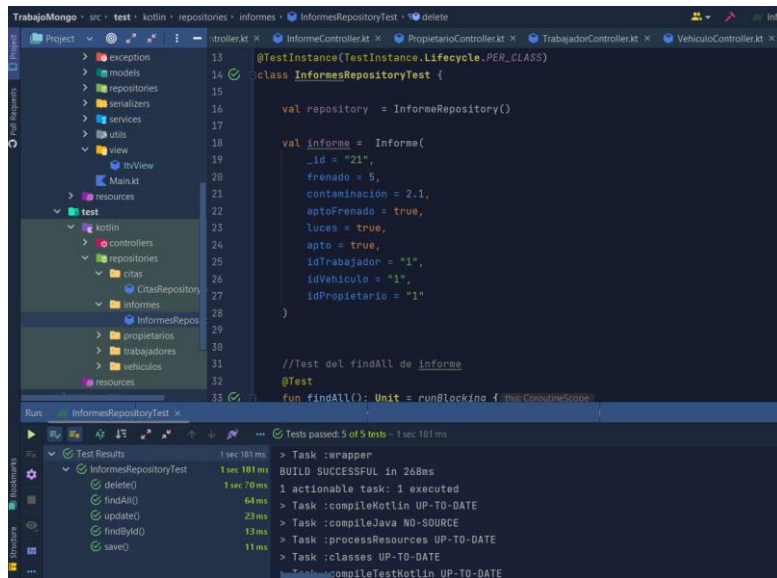 TrabajoMongo › src › test › kotlin › repositories › informes › InformesRepositoryTest › delete
Project
ntroller.kt × InformeController.kt × PropietarioController.kt × TrabajadorController.kt × VehiculoController.kt ×
Project
Pull Requests
exception
models
repositories
serializers
services
utils
view
ItvView
Main.kt
resources
test
kotlin
controllers
repositories
citas
CitasRepository
informes
InformesRepos
propietarios
trabajadores
vehiculos
resources
13 @TestInstance(TestInstance.Lifecycle.PER_CLASS)
14 class InformesRepositoryTest {
15
16 val repository = InformeRepository()
17
18 val informe = Informe(
19 _id = "21",
20 frenado = 5,
21 contaminación = 2.1,
22 aptoFrenado = true,
23 luces = true,
24 apto = true,
25 idTrabajador = "1",
26 idVehiculo = "1",
27 idPropietario = "1"
28 )
29
30
31 //Test del findAll de informe
32 @Test
33 fun findAll(): Unit = runBlocking { this: CoroutineScope
Run: InformesRepositoryTest ×
Tests passed: 5 of 5 tests – 1 sec 181 ms
Test Results 1 sec 181 ms
InformesRepositoryTest 1 sec 181 ms
delete() 1 sec 70 ms
findAll() 64 ms
update() 23 ms
findById() 13 ms
save() 11 ms
> Task :wrapper
BUILD SUCCESSFUL in 268ms
1 actionable task: 1 executed
> Task :compileKotlin UP-TO-DATE
> Task :compileJava NO-SOURCE
> Task :processResources UP-TO-DATE
> Task :classes UP-TO-DATE
> Task :compileTestKotlin UP-TO-DATE
Bookmarks
Structure